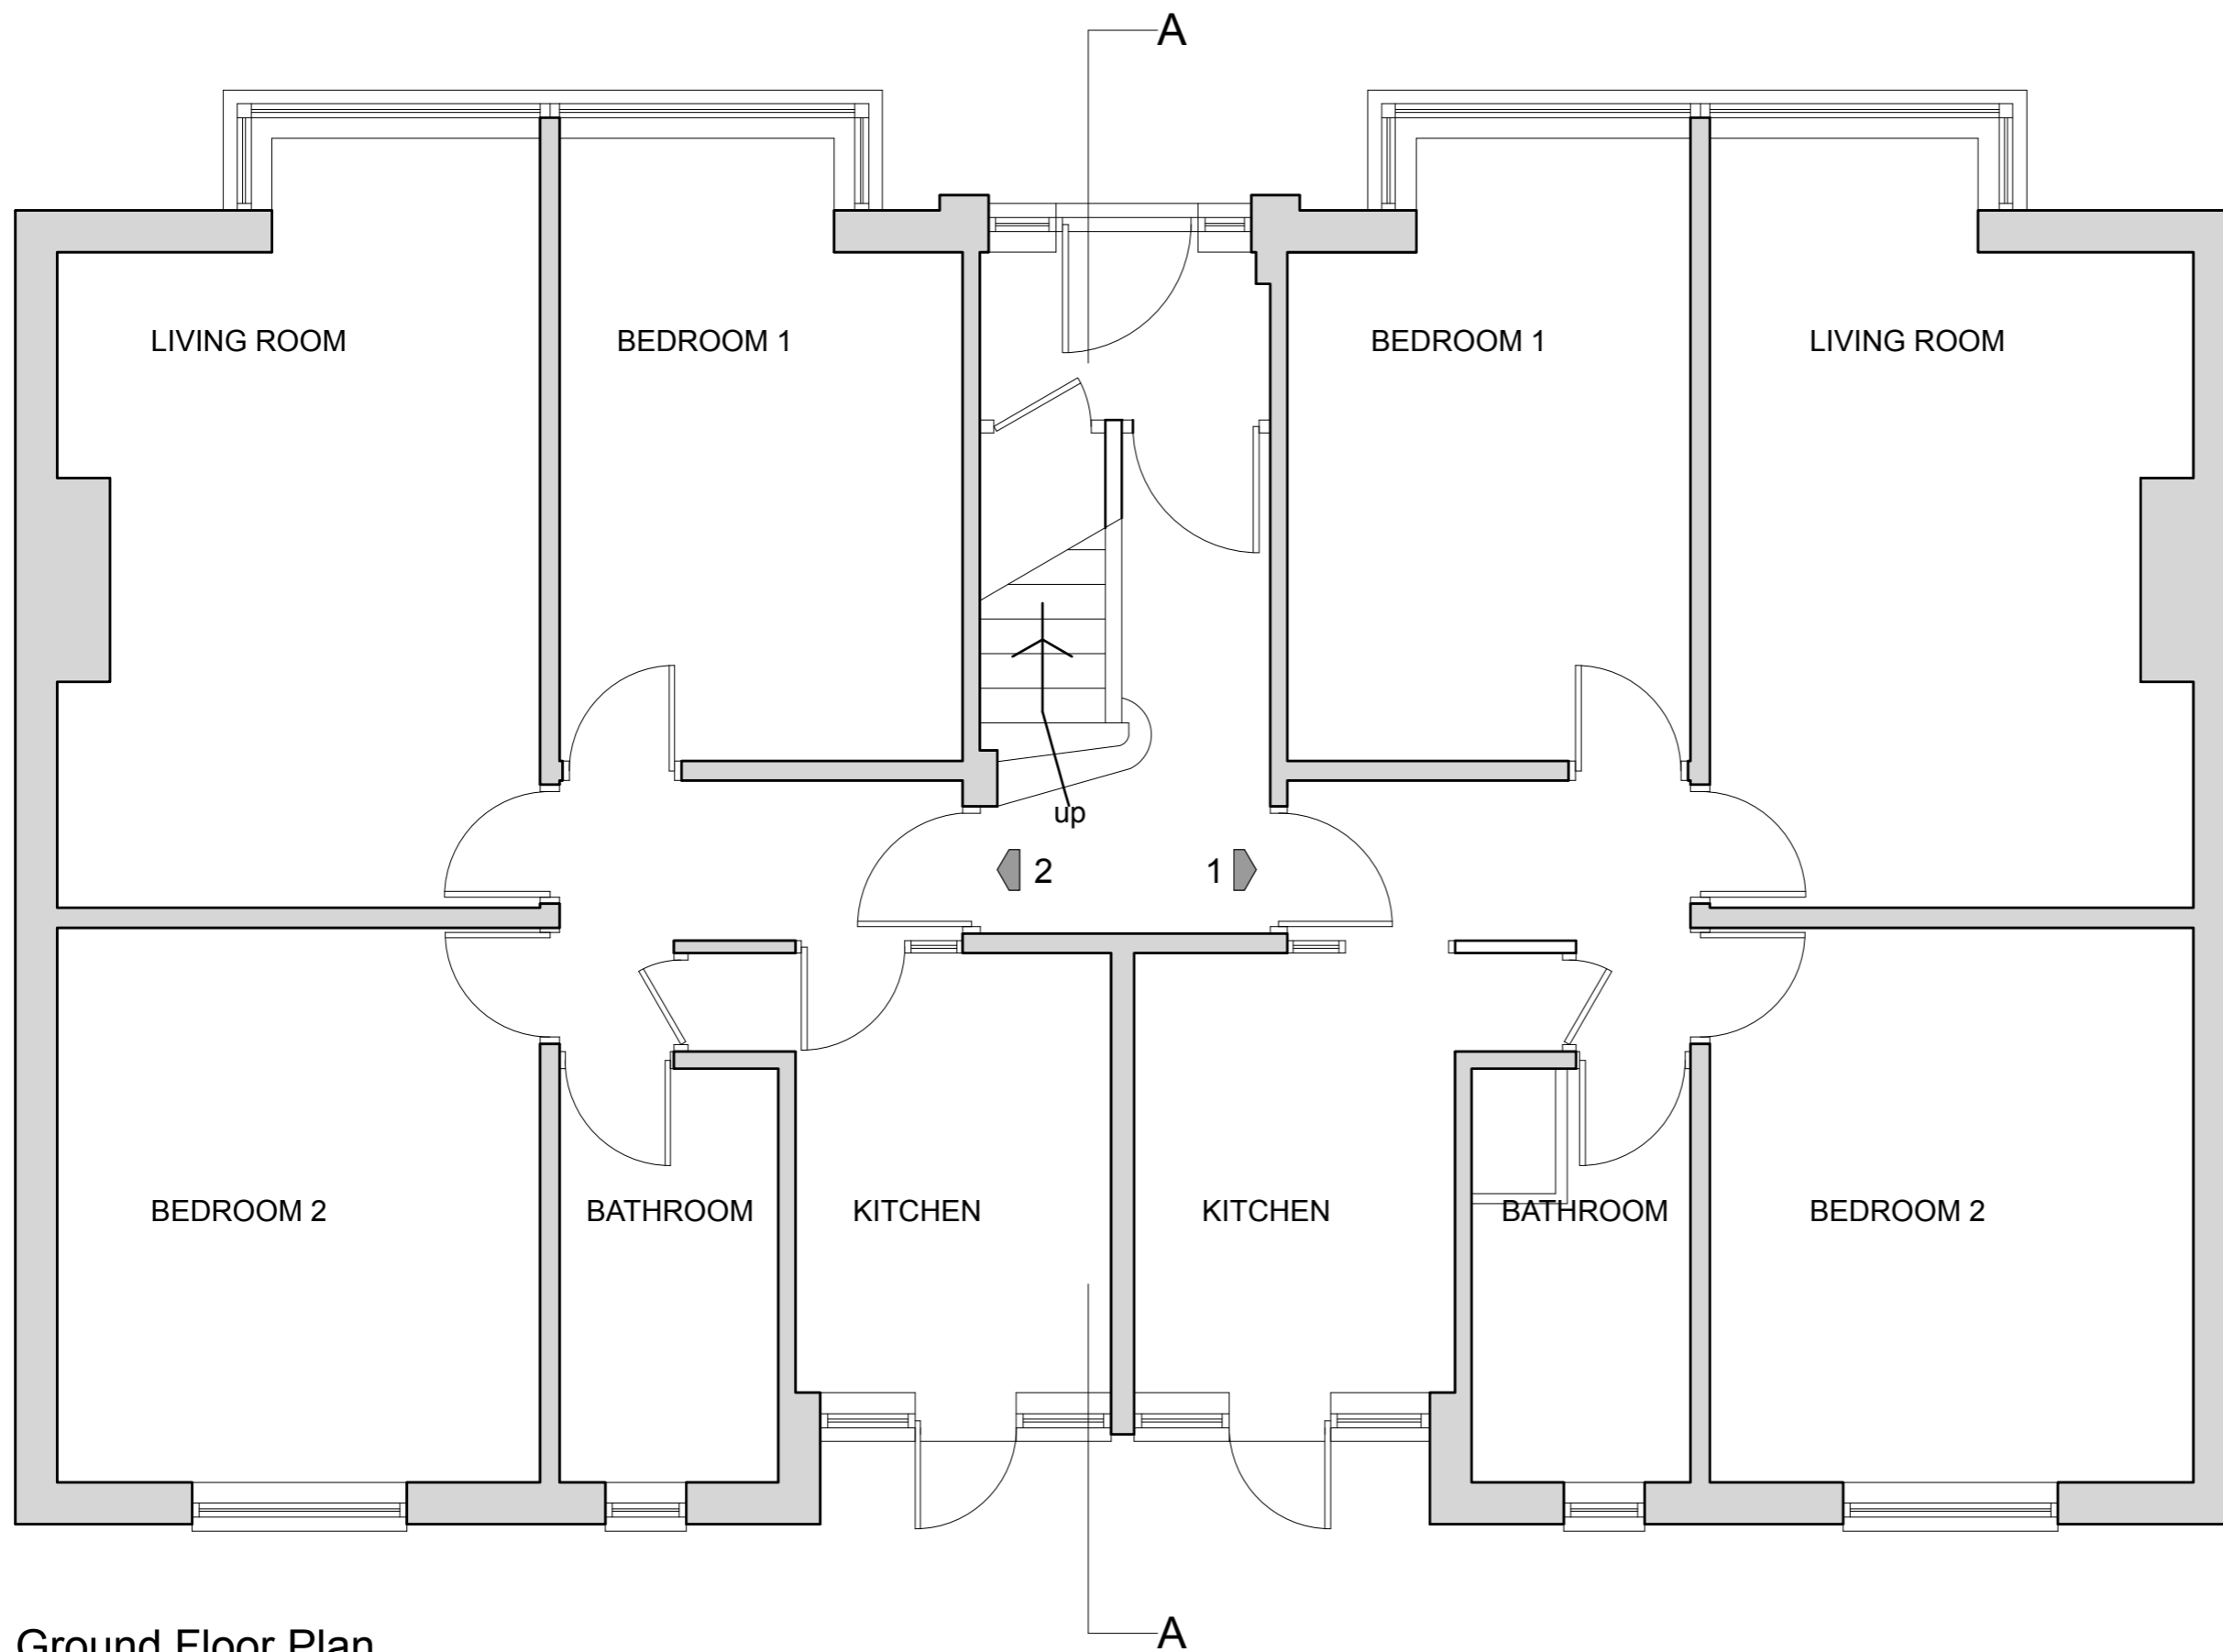 A
LIVING ROOM
BEDROOM 1
BEDROOM 1
LIVING ROOM
up
2
1
BEDROOM 2
BATHROOM
KITCHEN
KITCHEN
BATHROOM
BEDROOM 2
A
Ground Floor Plan